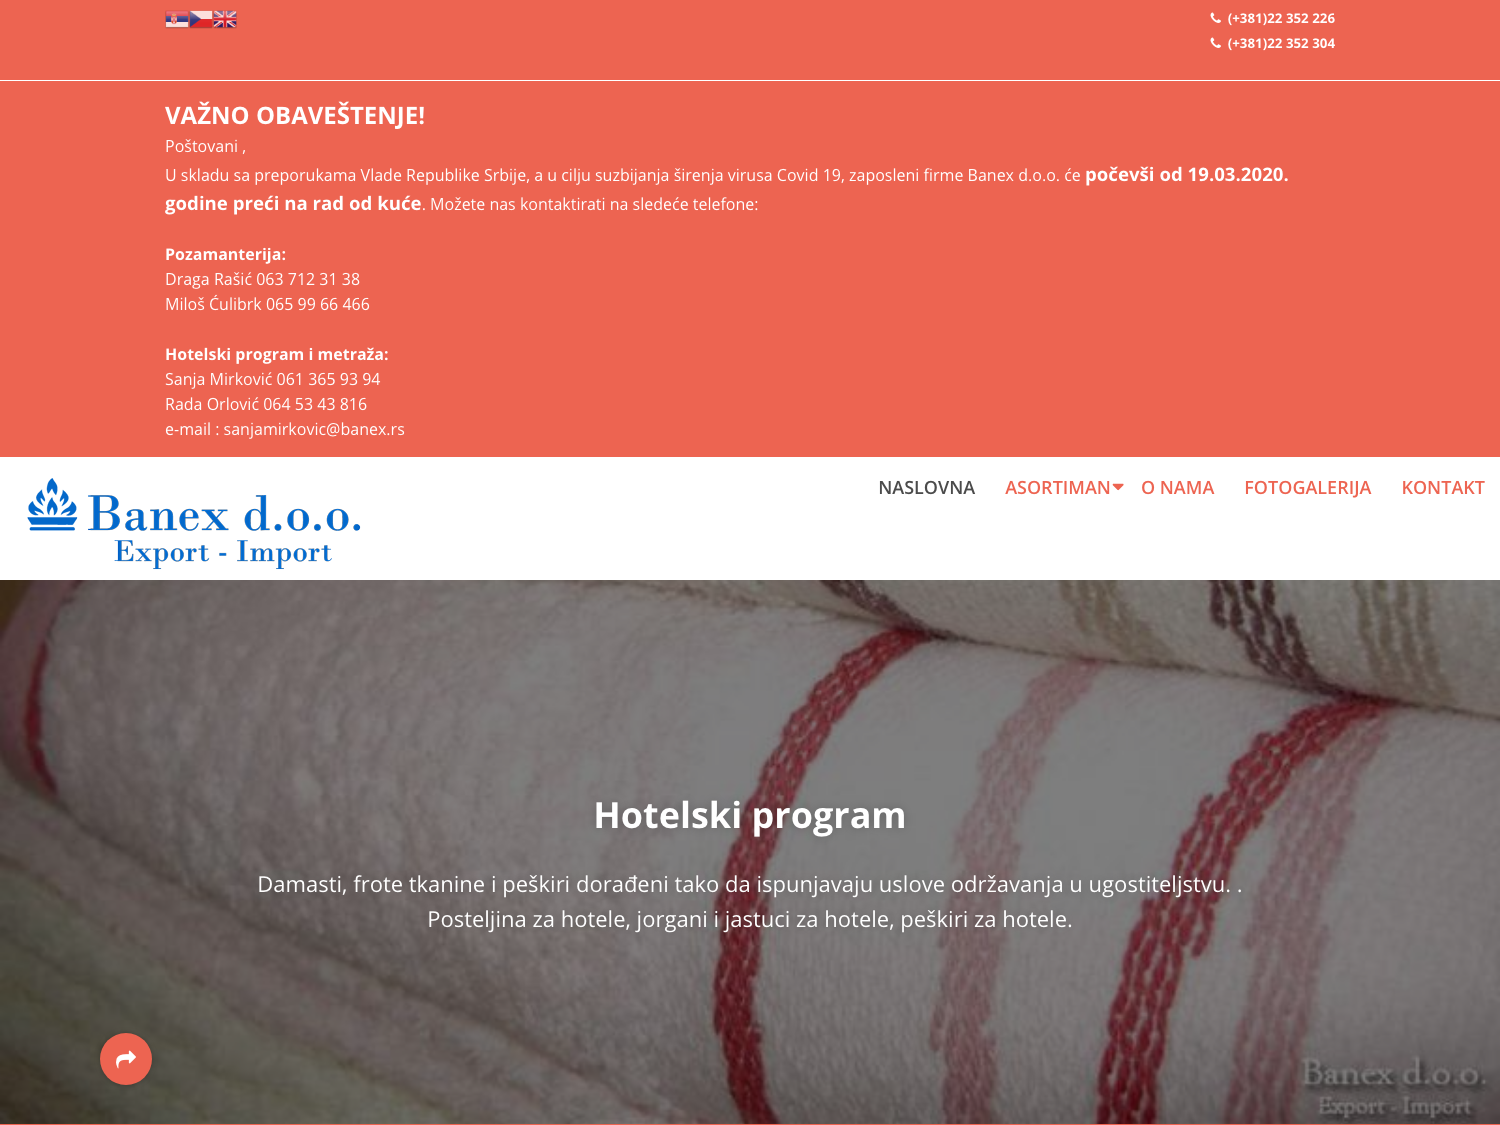 (+381)22 352 226
(+381)22 352 304
VAŽNO OBAVEŠTENJE!
Poštovani ,
U skladu sa preporukama Vlade Republike Srbije, a u cilju suzbijanja širenja virusa Covid 19, zaposleni firme Banex d.o.o. će počevši od 19.03.2020.
godine preći na rad od kuće. Možete nas kontaktirati na sledeće telefone:
Pozamanterija:
Draga Rašić 063 712 31 38
Miloš Ćulibrk 065 99 66 466
Hotelski program i metraža:
Sanja Mirković 061 365 93 94
Rada Orlović 064 53 43 816
e-mail : sanjamirkovic@banex.rs
Banex d.o.o.
Export - Import
NASLOVNA ASORTIMAN O NAMA FOTOGALERIJA KONTAKT
Hotelski program
Damasti, frote tkanine i peškiri dorađeni tako da ispunjavaju uslove održavanja u ugostiteljstvu. .
Posteljina za hotele, jorgani i jastuci za hotele, peškiri za hotele.
Banex d.o.o.
Export - Import